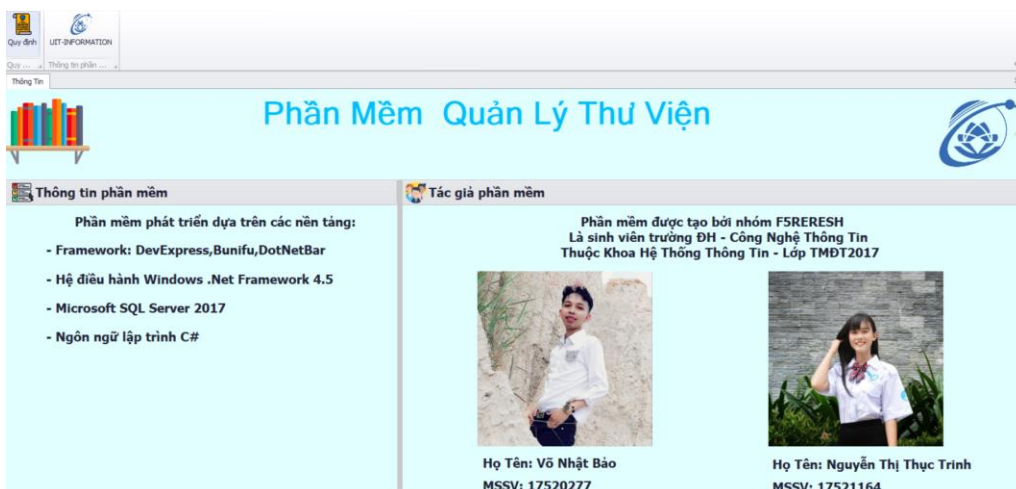 Quy định
UIT-INFORMATION
Quy ...
Thông tin phần ...
Thông Tin
Phần Mềm Quản Lý Thư Viện
Thông tin phần mềm
Tác giả phần mềm
Phần mềm phát triển dựa trên các nền tảng:
- Framework: DevExpress,Bunifu,DotNetBar
- Hệ điều hành Windows .Net Framework 4.5
- Microsoft SQL Server 2017
- Ngôn ngữ lập trình C#
Phần mềm được tạo bởi nhóm F5RERESH
Là sinh viên trường ĐH - Công Nghệ Thông Tin
Thuộc Khoa Hệ Thống Thông Tin - Lớp TMĐT2017
Họ Tên: Võ Nhật Bảo
MSSV: 17520277
Họ Tên: Nguyễn Thị Thục Trinh
MSSV: 17521164